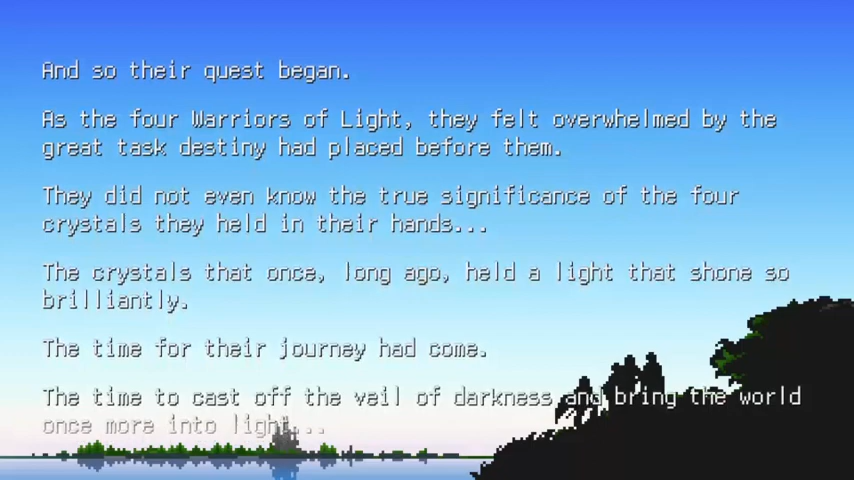 And so their quest began.
As the four Warriors of Light, they felt overwhelmed by the
great task destiny had placed before them.
They did not even know the true significance of the four
crystals they held in their hands...
The crystals that once, long ago, held a light that shone so
brilliantly.
The time for their journey had come.
The time to cast off the veil of darkness and bring the world
once more into light...